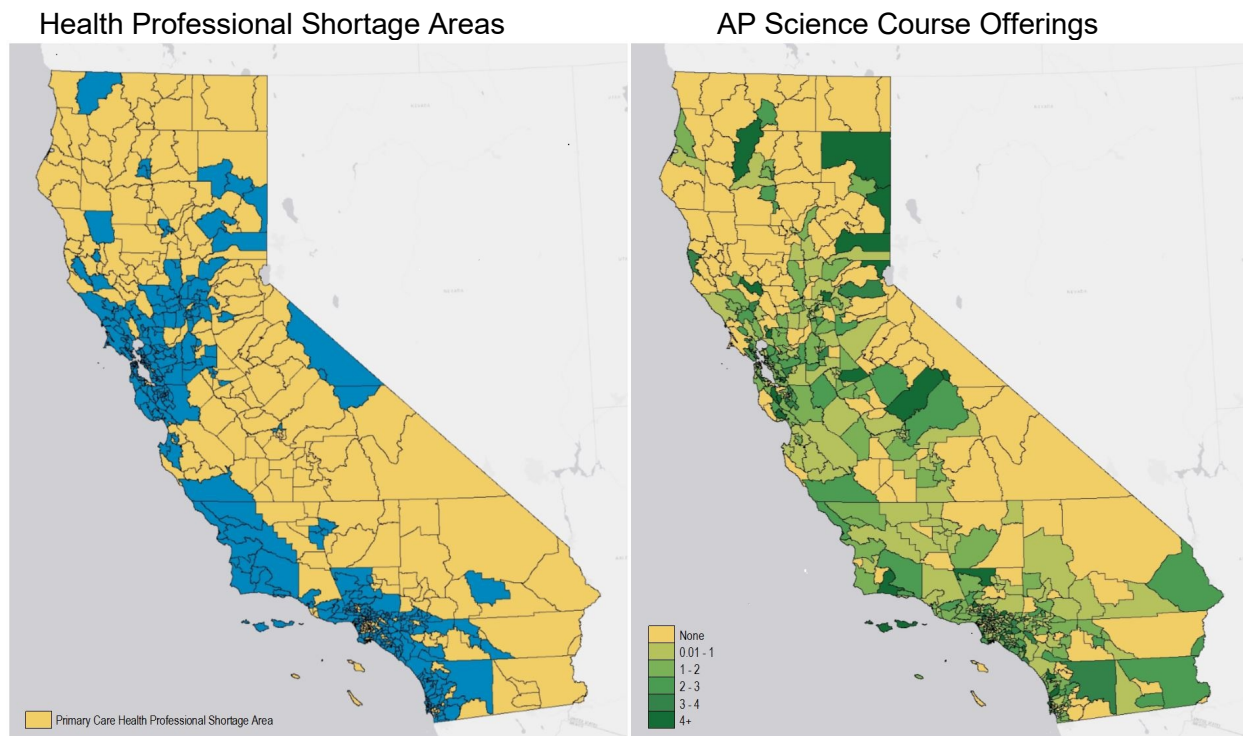 Health Professional Shortage Areas
AP Science Course Offerings
Primary Care Health Professional Shortage Area
None
0.01 - 1
1 - 2
2 - 3
3 - 4
4+